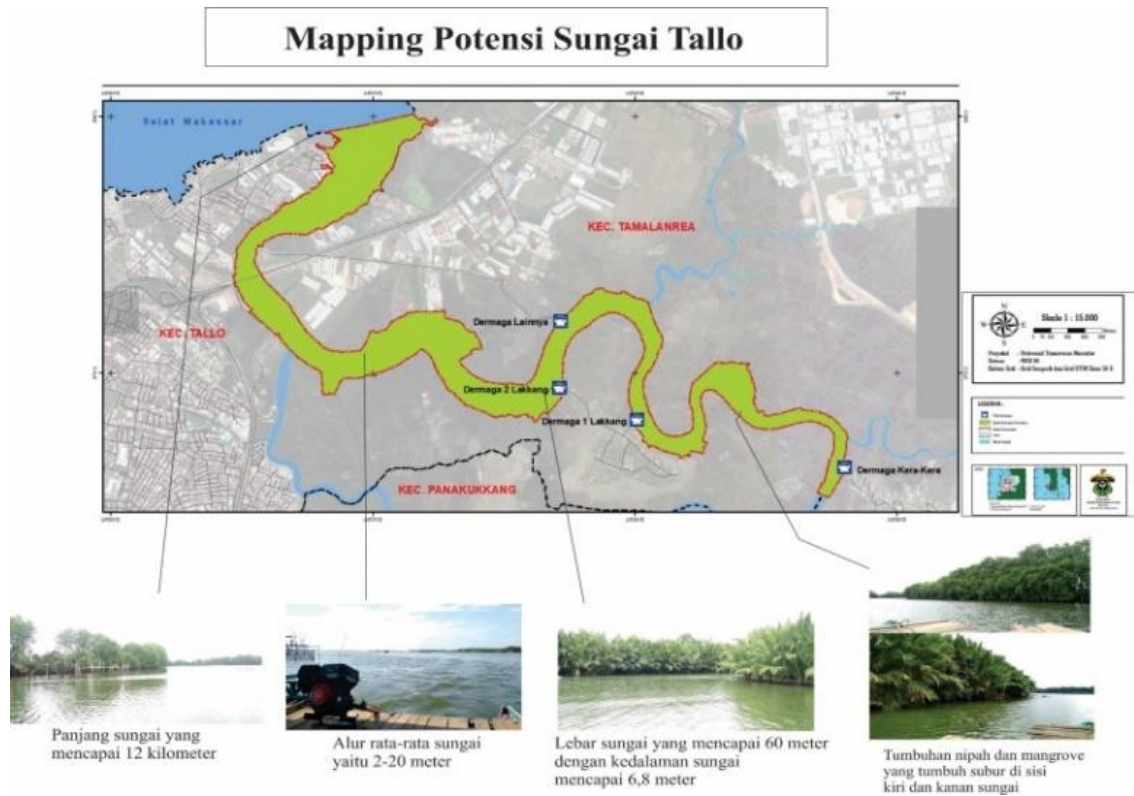 Mapping Potensi Sungai Tallo
Selat Makassar
KEC. TAMALANREA
KEC. TALLO
Dermaga Lainnya
Dermaga 2 Lakkang
Dermaga 1 Lakkang
Dermaga Kera-Kera
KEC. PANAKUKKANG
N
W
E
S
Skala 1 : 15.000
Panjang sungai yang
mencapai 12 kilometer
Alur rata-rata sungai
yaitu 2-20 meter
Lebar sungai yang mencapai 60 meter
dengan kedalaman sungai
mencapai 6,8 meter
Tumbuhan nipah dan mangrove
yang tumbuh subur di sisi
kiri dan kanan sungai